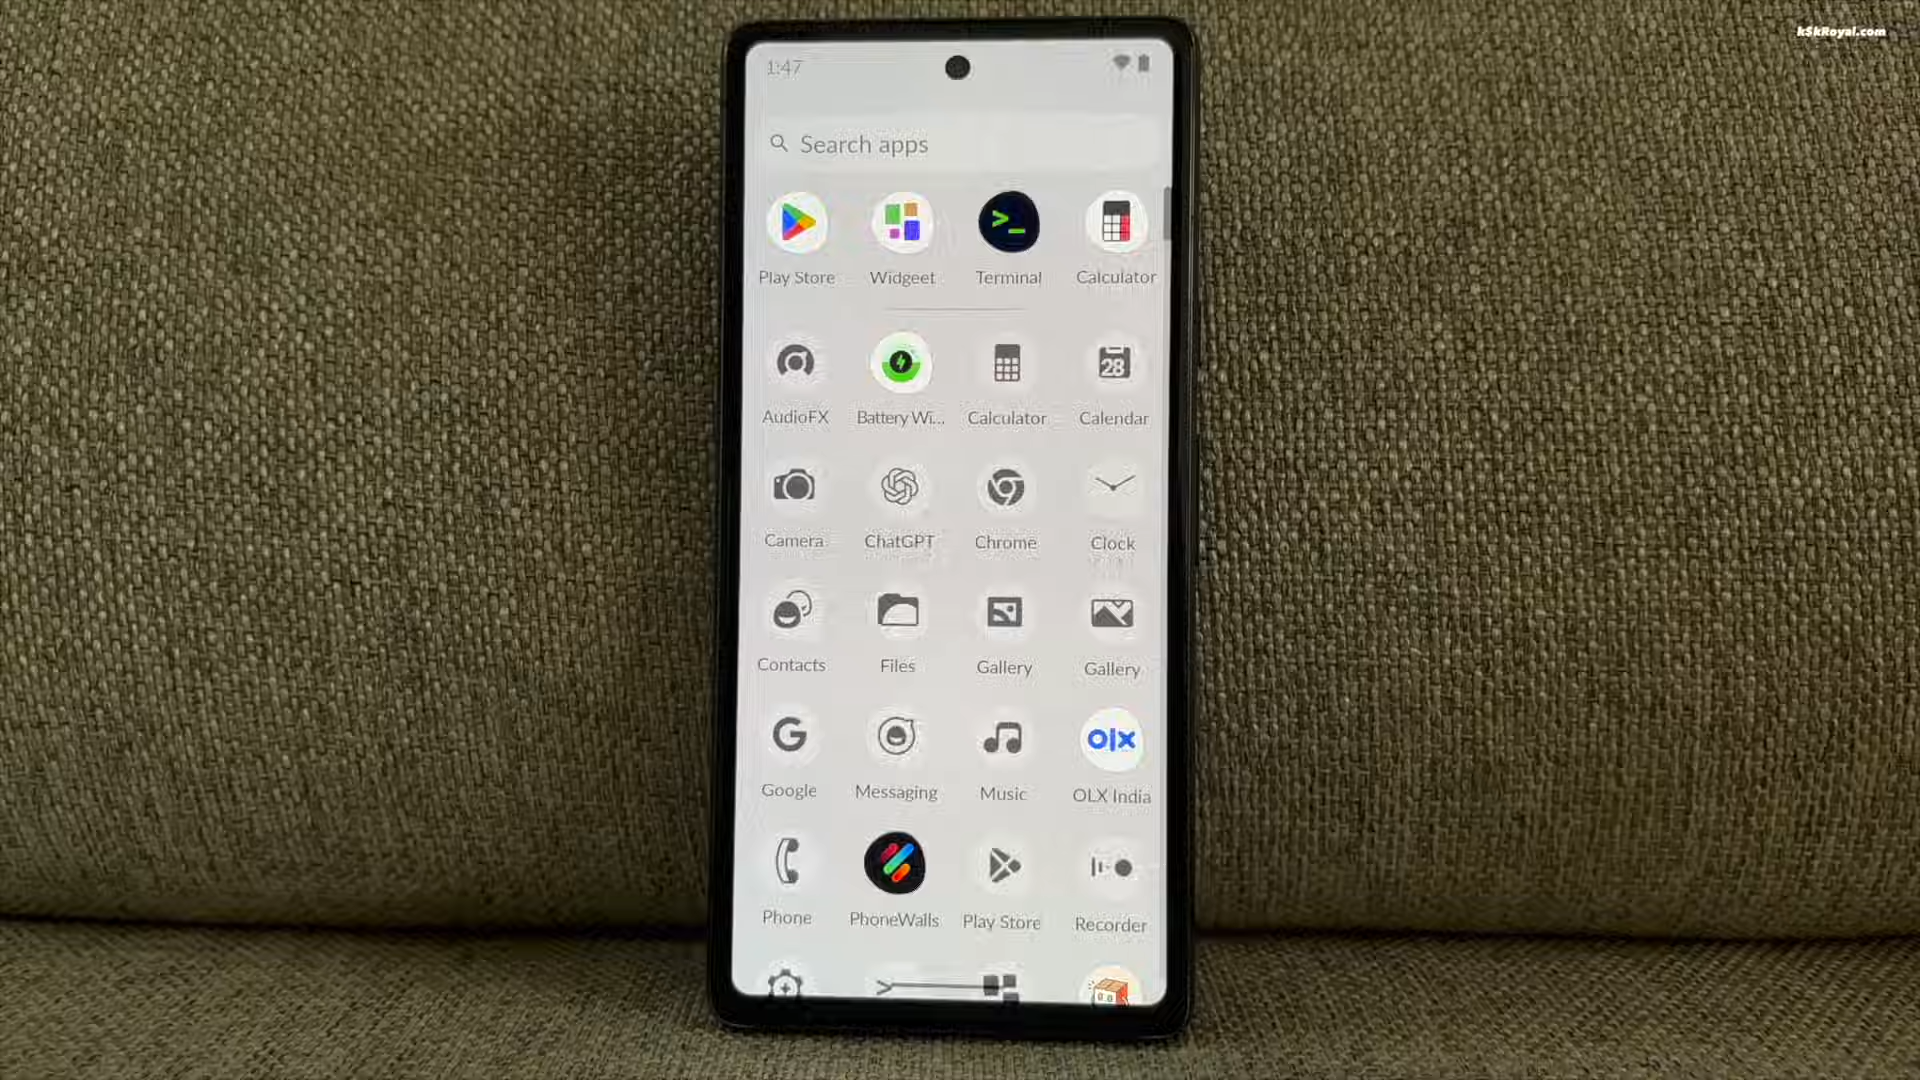 kSkRoyal.com
1:47
Search apps
Play Store Widgeet Terminal Calculator
AudioFX Battery Wi... Calculator Calendar
28
Camera ChatGPT Chrome Clock
Contacts Files Gallery Gallery
olx
Google Messaging Music OLX India
Phone PhoneWalls Play Store Recorder